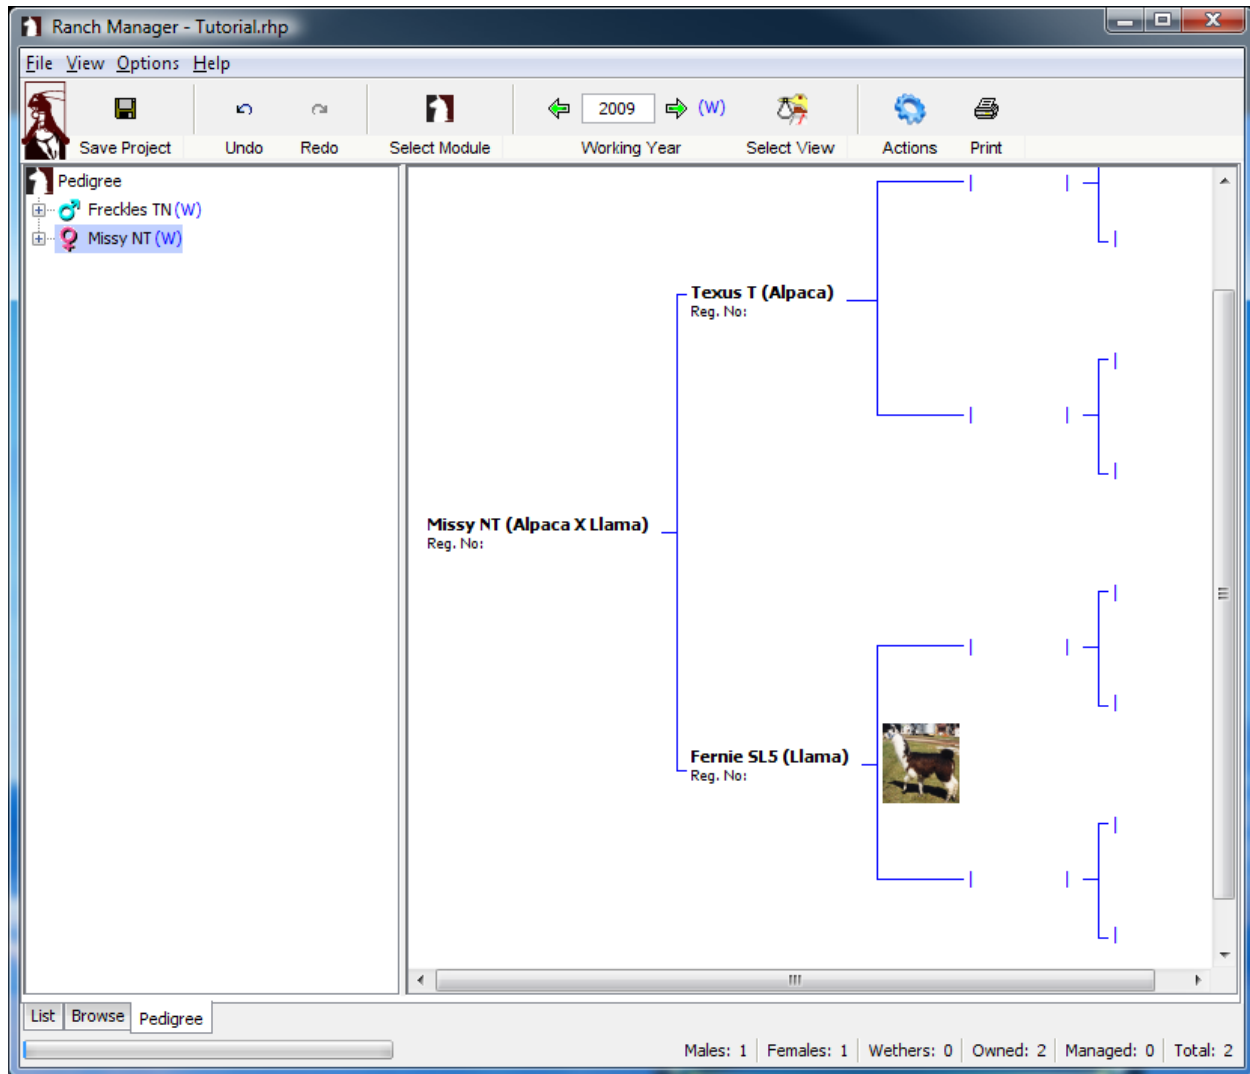 Ranch Manager - Tutorial.rhp
File View Options Help
2009 (W)
Save Project Undo Redo Select Module Working Year Select View Actions Print
Pedigree
Freckles TN (W)
Missy NT (W)
Texus T (Alpaca)
Reg. No:
Missy NT (Alpaca X Llama)
Reg. No:
Fernie SL5 (Llama)
Reg. No:
List Browse Pedigree
Males: 1 Females: 1 Wethers: 0 Owned: 2 Managed: 0 Total: 2